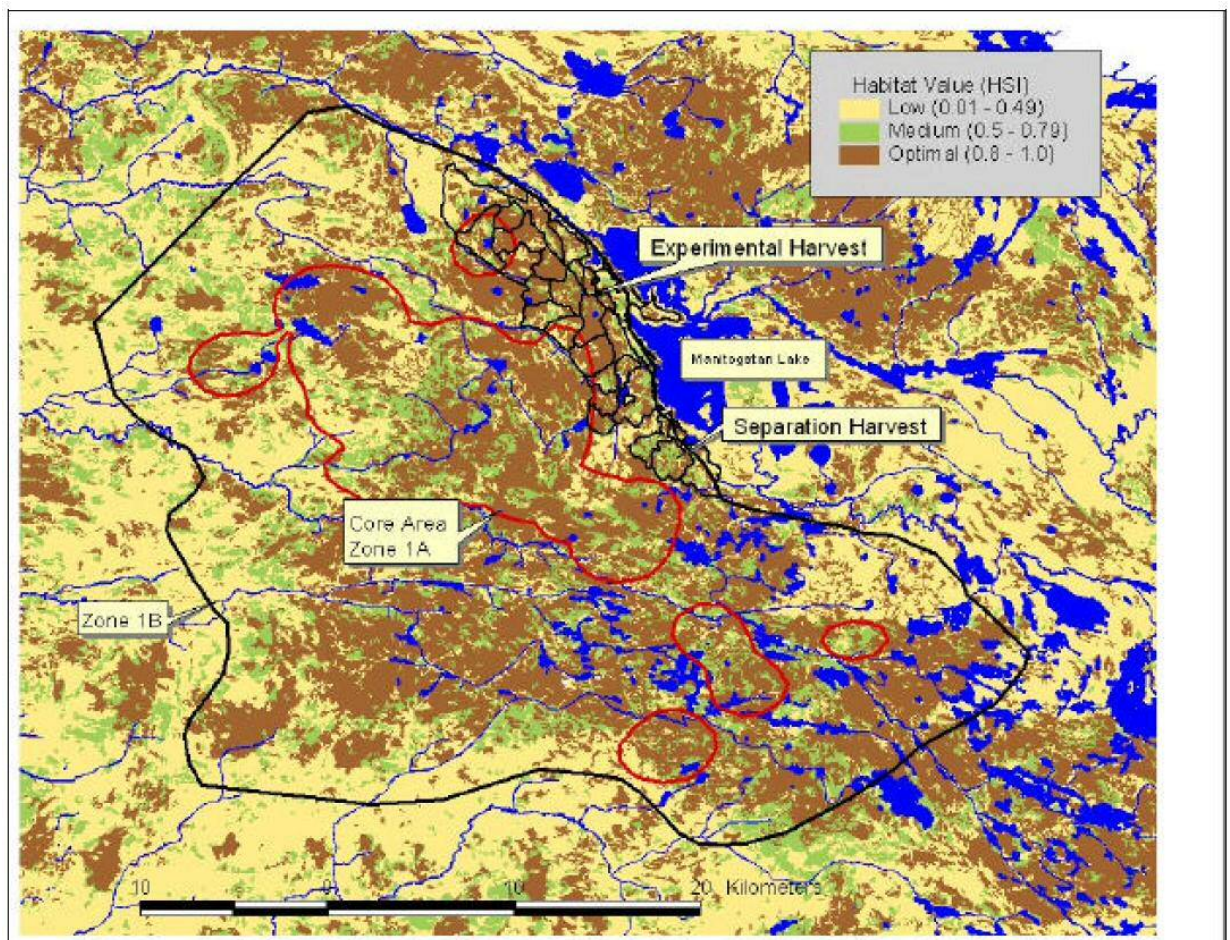 Habitat Value (HSI)
Low (0.01 - 0.49)
Medium (0.5 - 0.79)
Optimal (0.8 - 1.0)
Experimental Harvest
Manitogotan Lake
Separation Harvest
Core Area
Zone 1A
Zone 1B
10 0 10 20 Kilometers